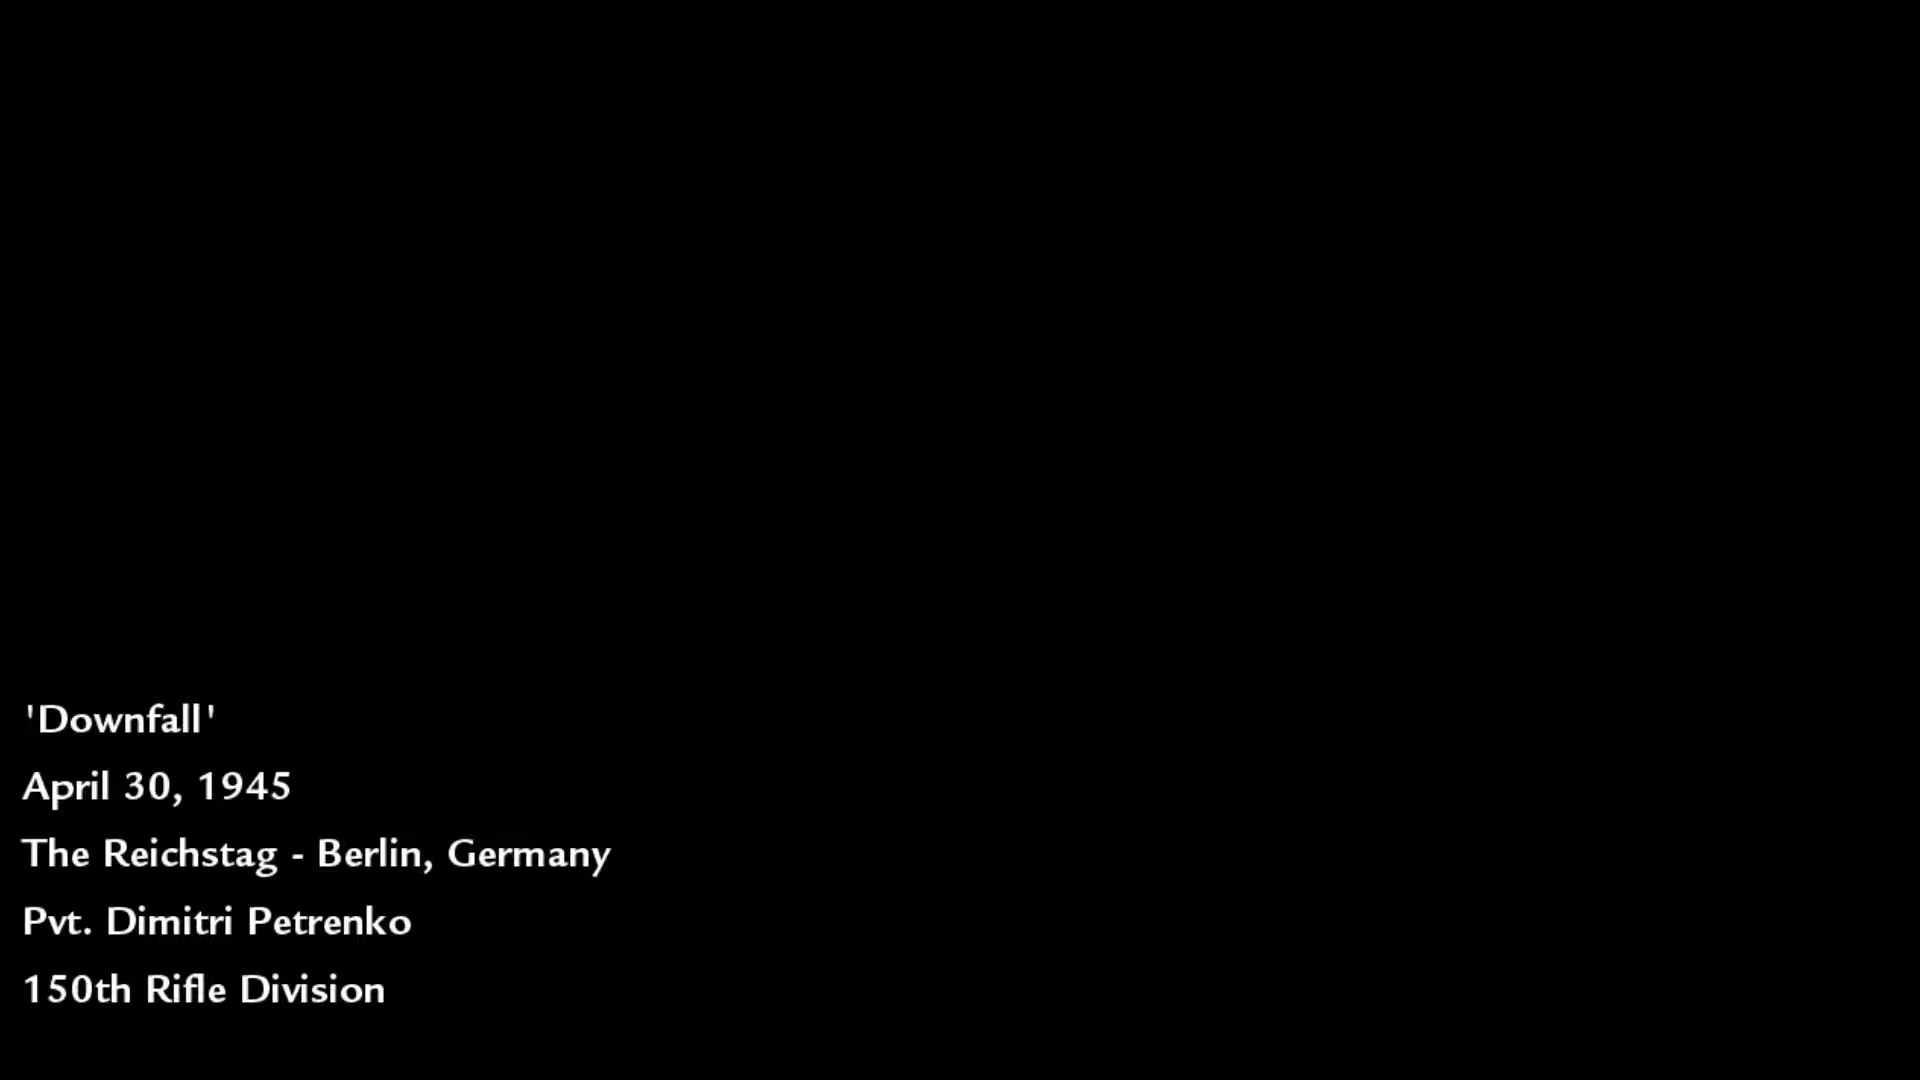 'Downfall'
April 30, 1945
The Reichstag - Berlin, Germany
Pvt. Dimitri Petrenko
150th Rifle Division